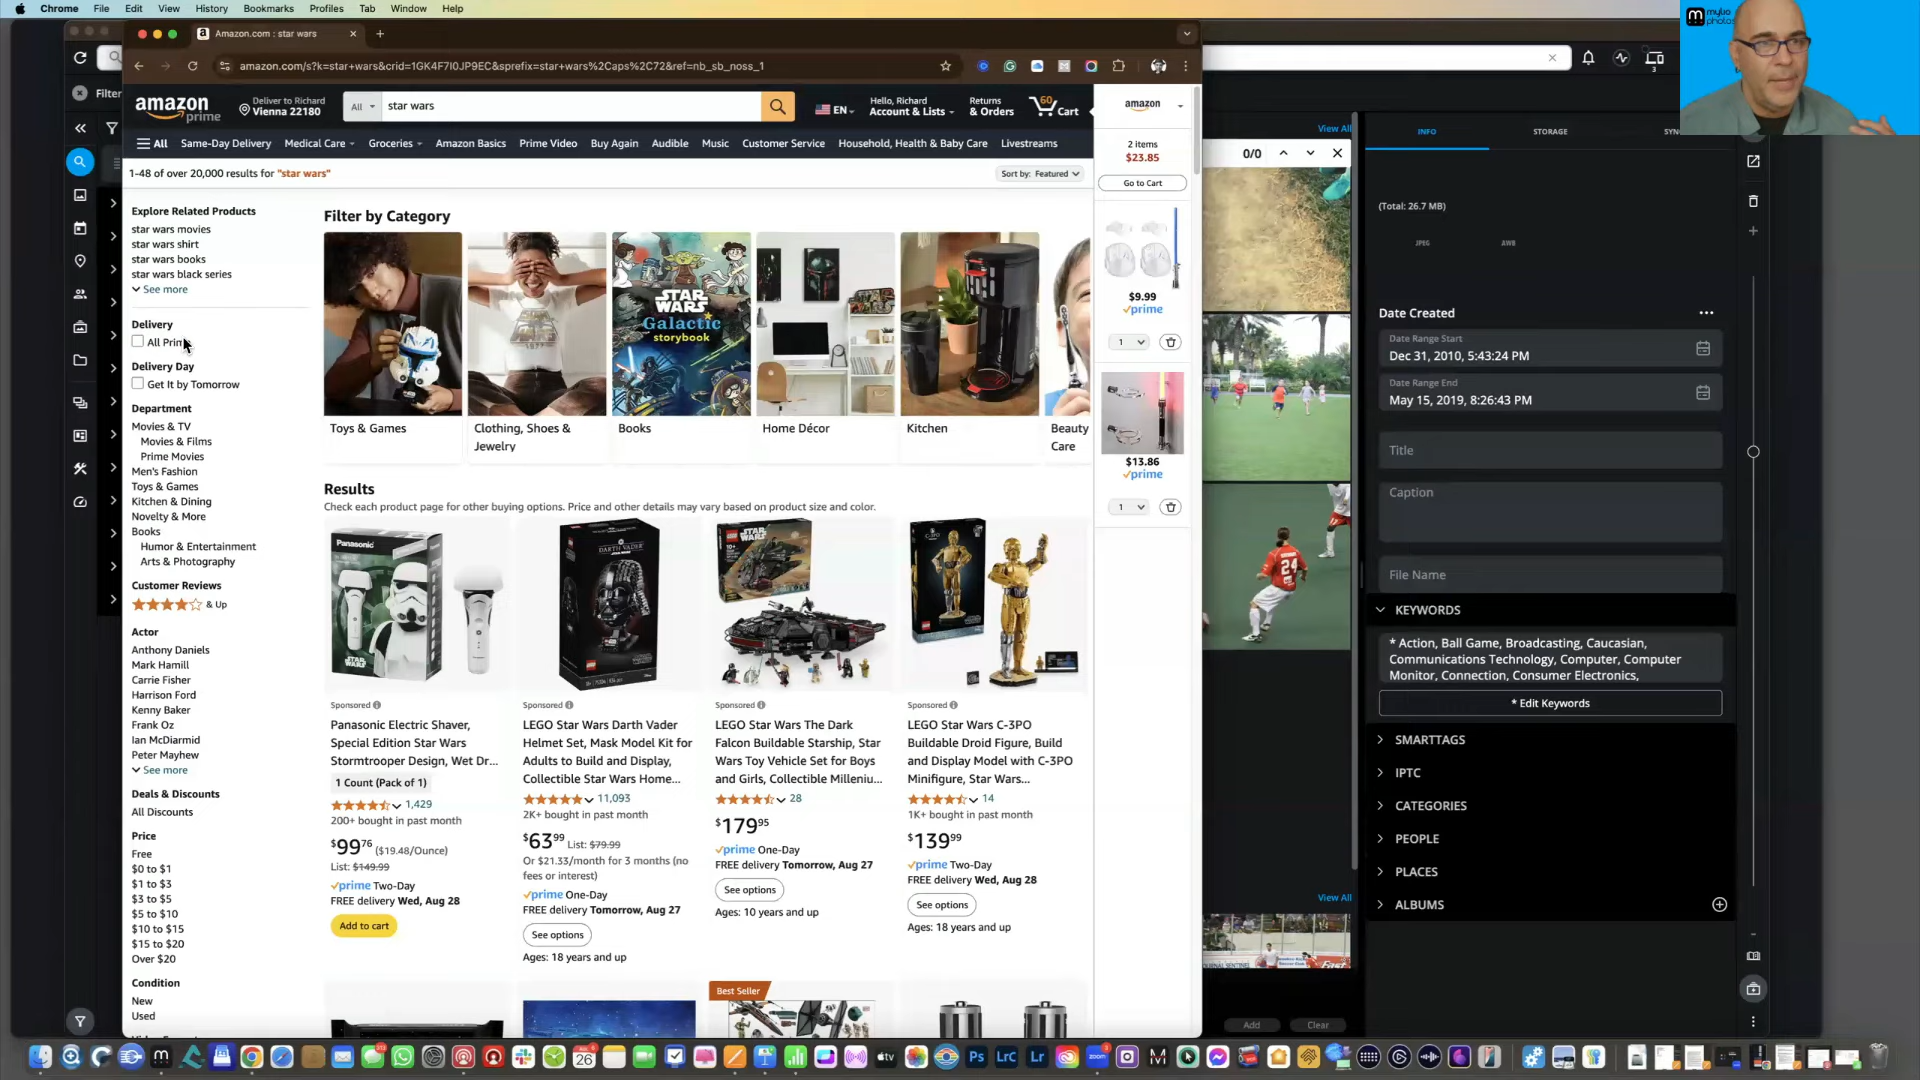 Chrome File Edit View History Bookmarks Profiles Tab Window Help
Amazon.com : star wars
amazon.com/s?k=star+wars&crid=1GK4F7I0JP9EC&sprefix=star+wars%2Caps%2C72&ref=nb_sb_noss_1
amazon prime
Deliver to Richard
Vienna 22180
All
star wars
EN
Hello, Richard
Account & Lists
Returns
& Orders
60
Cart
All Same-Day Delivery Medical Care Groceries Amazon Basics Prime Video Buy Again Audible Music Customer Service Household, Health & Baby Care Livestreams
1-48 of over 20,000 results for "star wars"
Sort by: Featured
Explore Related Products
star wars movies
star wars shirt
star wars books
star wars black series
See more
Delivery
All Prim
Delivery Day
Get It by Tomorrow
Department
Movies & TV
Movies & Films
Prime Movies
Men's Fashion
Toys & Games
Kitchen & Dining
Novelty & More
Books
Humor & Entertainment
Arts & Photography
Customer Reviews
& Up
Actor
Anthony Daniels
Mark Hamill
Carrie Fisher
Harrison Ford
Kenny Baker
Frank Oz
Ian McDiarmid
Peter Mayhew
See more
Deals & Discounts
All Discounts
Price
Free
$0 to $1
$1 to $3
$3 to $5
$5 to $10
$10 to $15
$15 to $20
Over $20
Condition
New
Used
Filter by Category
STAR WARS
Galactic
storybook
Toys & Games
Clothing, Shoes &
Jewelry
Books
Home Décor
Kitchen
Beauty
Care
Results
Check each product page for other buying options. Price and other details may vary based on product size and color.
Panasonic
DARTH VADER
C-3PO
Sponsored
Panasonic Electric Shaver,
Special Edition Star Wars
Stormtrooper Design, Wet Dr...
1 Count (Pack of 1)
1,429
200+ bought in past month
$99 76 ($19.48/Ounce)
List: $149.99
prime Two-Day
FREE delivery Wed, Aug 28
Add to cart
Sponsored
LEGO Star Wars Darth Vader
Helmet Set, Mask Model Kit for
Adults to Build and Display,
Collectible Star Wars Home...
11,093
2K+ bought in past month
$63 99 List: $79.99
Or $21.33/month for 3 months (no
fees or interest)
prime One-Day
FREE delivery Tomorrow, Aug 27
See options
Ages: 18 years and up
Sponsored
LEGO Star Wars The Dark
Falcon Buildable Starship, Star
Wars Toy Vehicle Set for Boys
and Girls, Collectible Milleniu...
28
$179 95
prime One-Day
FREE delivery Tomorrow, Aug 27
See options
Ages: 10 years and up
Sponsored
LEGO Star Wars C-3PO
Buildable Droid Figure, Build
and Display Model with C-3PO
Minifigure, Star Wars...
14
1K+ bought in past month
$139 99
prime Two-Day
FREE delivery Wed, Aug 28
See options
Ages: 18 years and up
Best Seller
amazon
2 items
$23.85
Go to Cart
$9.99
prime
1
$13.86
prime
1
Filter
View All
0/0
24
View All
Add Clear
3
mylio
photos
INFO STORAGE SYN
(Total: 26.7 MB)
JPEG AWB
Date Created
Date Range Start
Dec 31, 2010, 5:43:24 PM
Date Range End
May 15, 2019, 8:26:43 PM
Title
Caption
File Name
KEYWORDS
* Action, Ball Game, Broadcasting, Caucasian,
Communications Technology, Computer, Computer
Monitor, Connection, Consumer Electronics,
* Edit Keywords
SMARTTAGS
IPTC
CATEGORIES
PEOPLE
PLACES
ALBUMS
26
tv
Ps LrC Lr
zoom